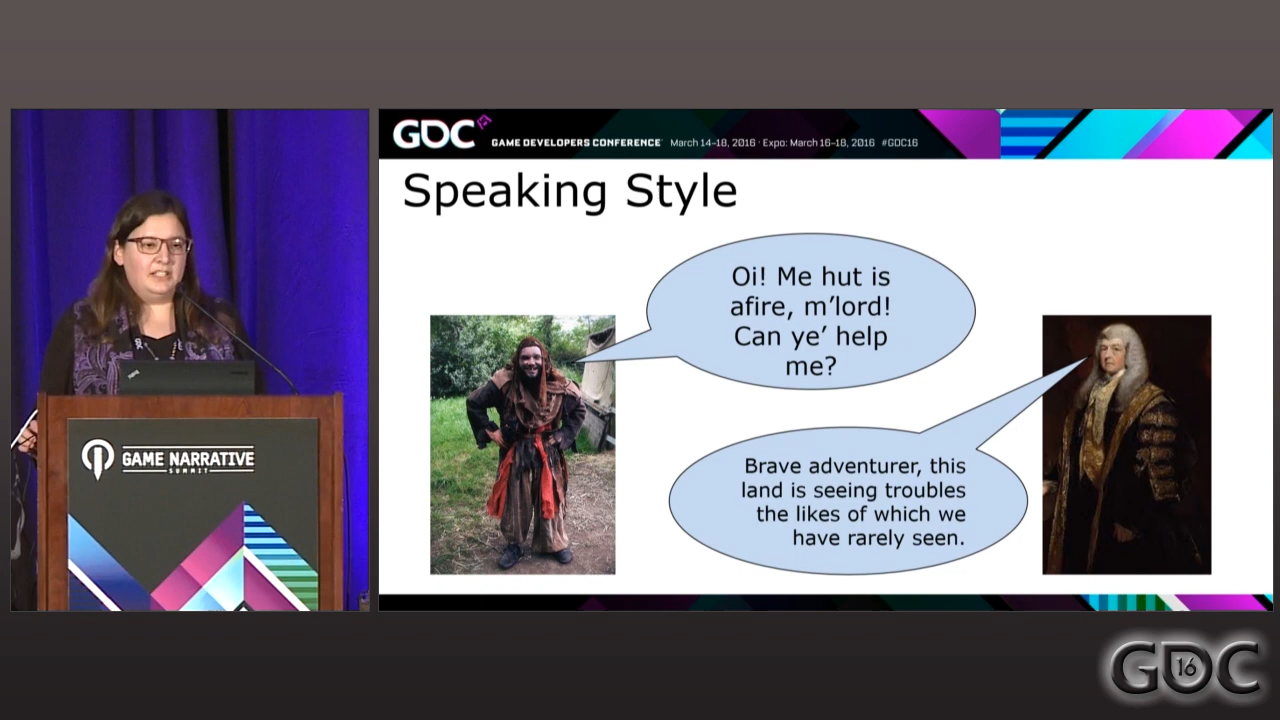 GDC
GAME DEVELOPERS CONFERENCE March 14–18, 2016 · Expo: March 16–18, 2016 #GDC16
Speaking Style
Oi! Me hut is
afire, m’lord!
Can ye’ help
me?
Brave adventurer, this
land is seeing troubles
the likes of which we
have rarely seen.
GAME NARRATIVE
SUMMIT
GDC
16